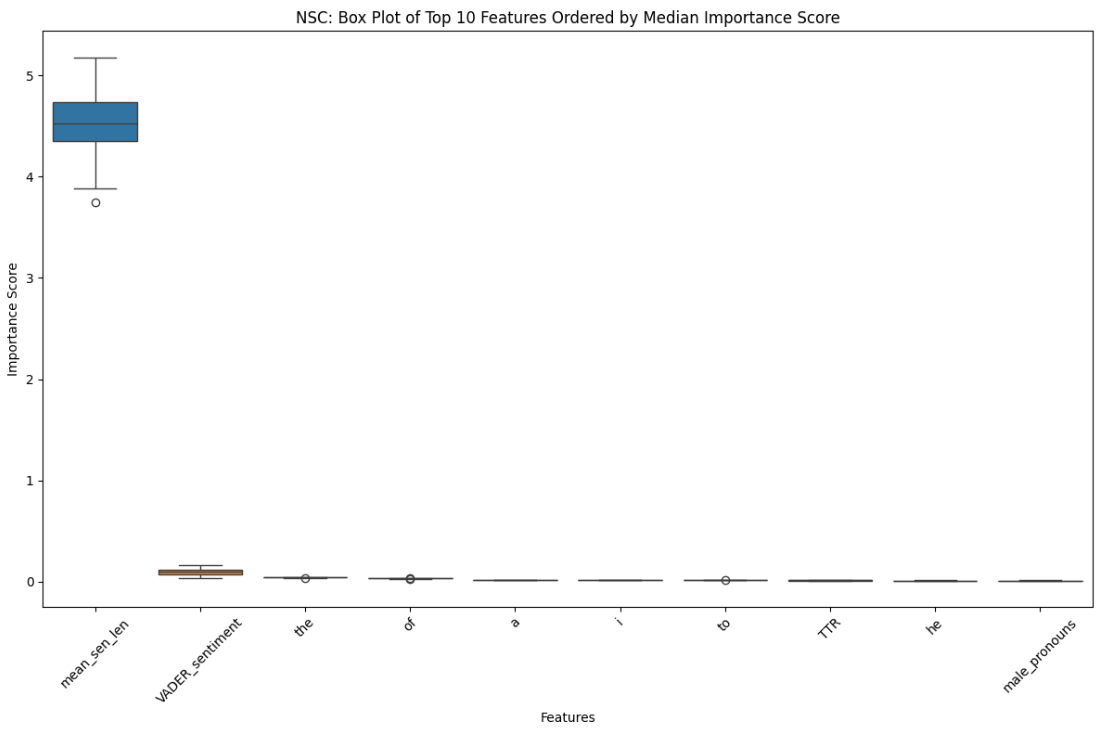 NSC: Box Plot of Top 10 Features Ordered by Median Importance Score
Importance Score
5
4
3
2
1
0
mean_sen_len
VADER_sentiment
the
of
a
i
to
TTR
he
male_pronouns
Features